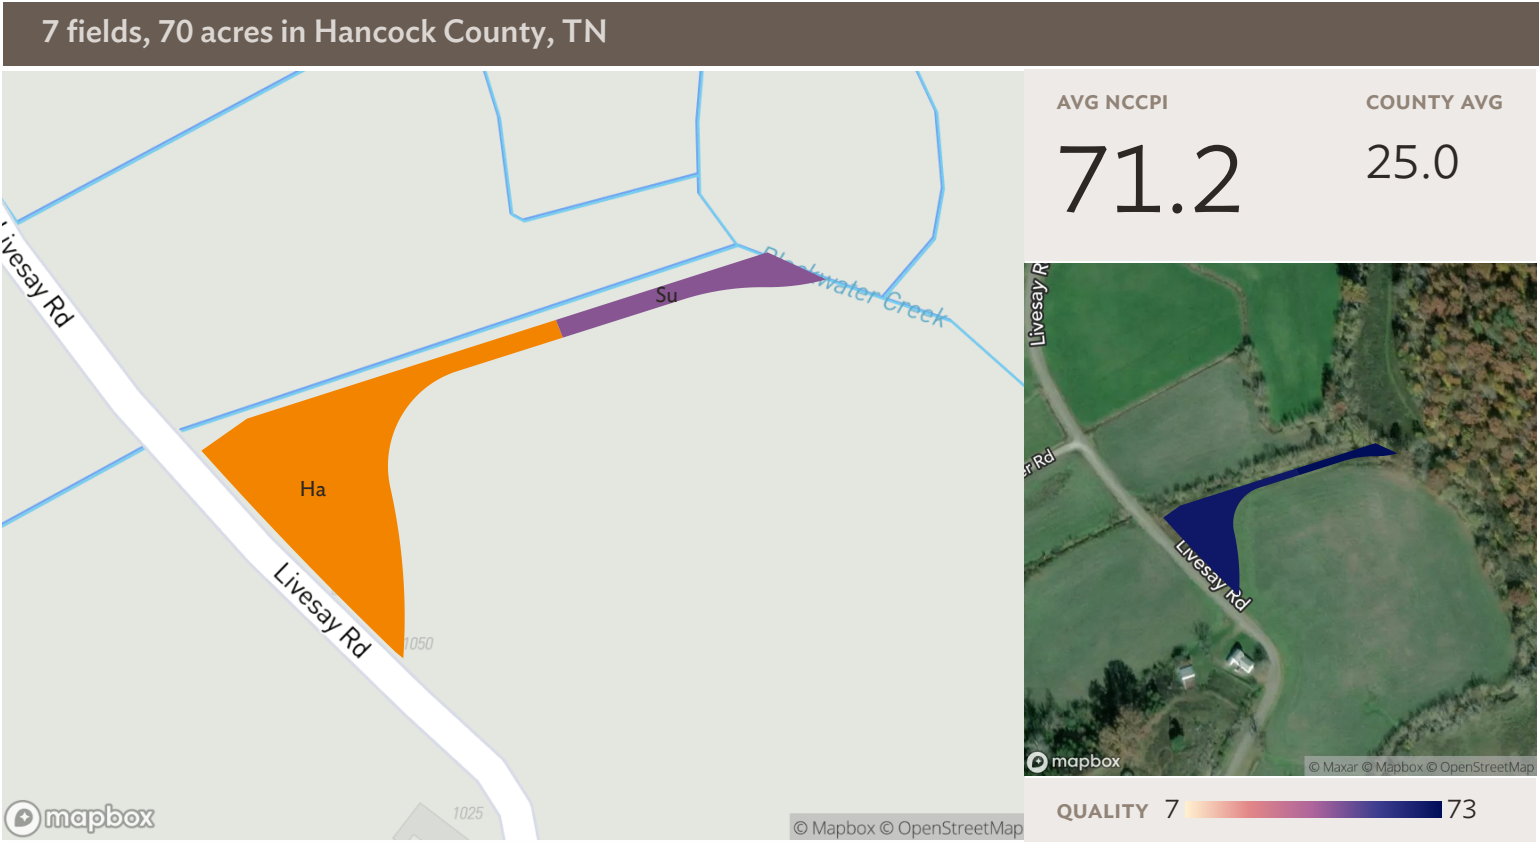 7 fields, 70 acres in Hancock County, TN
AVG NCCPI
COUNTY AVG
71.2
25.0
Livesay Rd
Blackwater Creek
Su
Ha
Livesay Rd
1050
1025
mapbox
© Mapbox © OpenStreetMap
Livesay R
er Rd
Livesay Rd
mapbox
© Maxar © Mapbox © OpenStreetMap
QUALITY 7 73